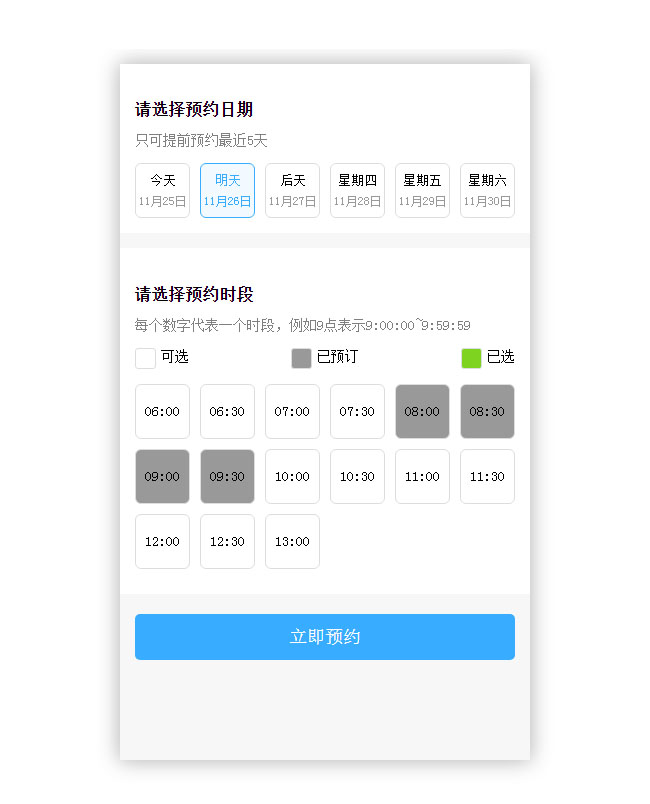 请选择预约日期
只可提前预约最近5天
今天 明天 后天 星期四 星期五 星期六
11月25日 11月26日 11月27日 11月28日 11月29日 11月30日
请选择预约时段
每个数字代表一个时段，例如9点表示9:00:00~9:59:59
可选 已预订 已选
06:00 06:30 07:00 07:30 08:00 08:30
09:00 09:30 10:00 10:30 11:00 11:30
12:00 12:30 13:00
立即预约